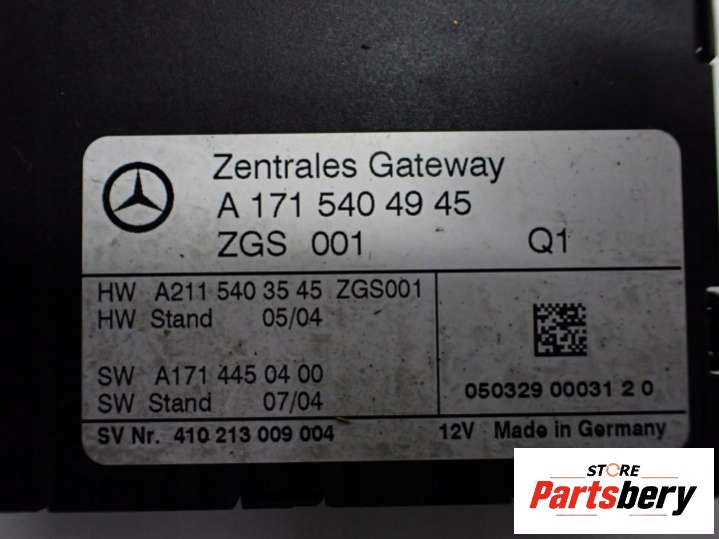 Zentrales Gateway
A 171 540 49 45
ZGS 001 Q1
HW A211 540 35 45 ZGS001
HW Stand 05/04
SW A171 445 04 00
SW Stand 07/04
050329 00031 2 0
SV Nr. 410 213 009 004 12V Made in Germany
STORE
Partsbery